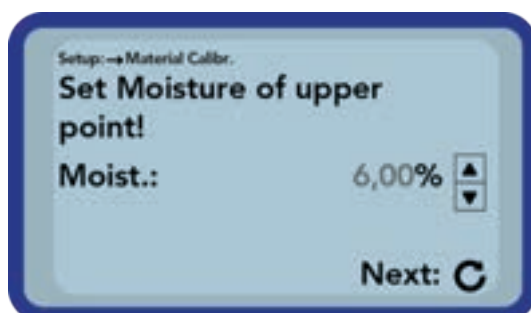 Setup:→Material Calibr.
Set Moisture of upper
point!
Moist.: 6,00%
Next: